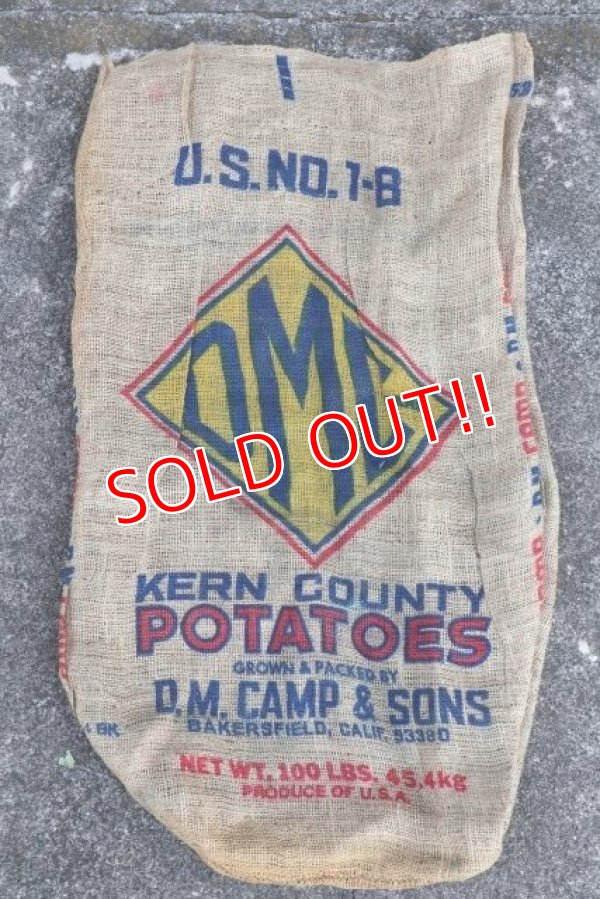 U.S. NO. 1-B
DMC
SOLD OUT!!
KERN COUNTY
POTATOES
GROWN & PACKED BY
D.M. CAMP & SONS
BAKERSFIELD, CALIF. 93380
NET WT. 100 LBS. 45.4kg
PRODUCE OF U.S.A.